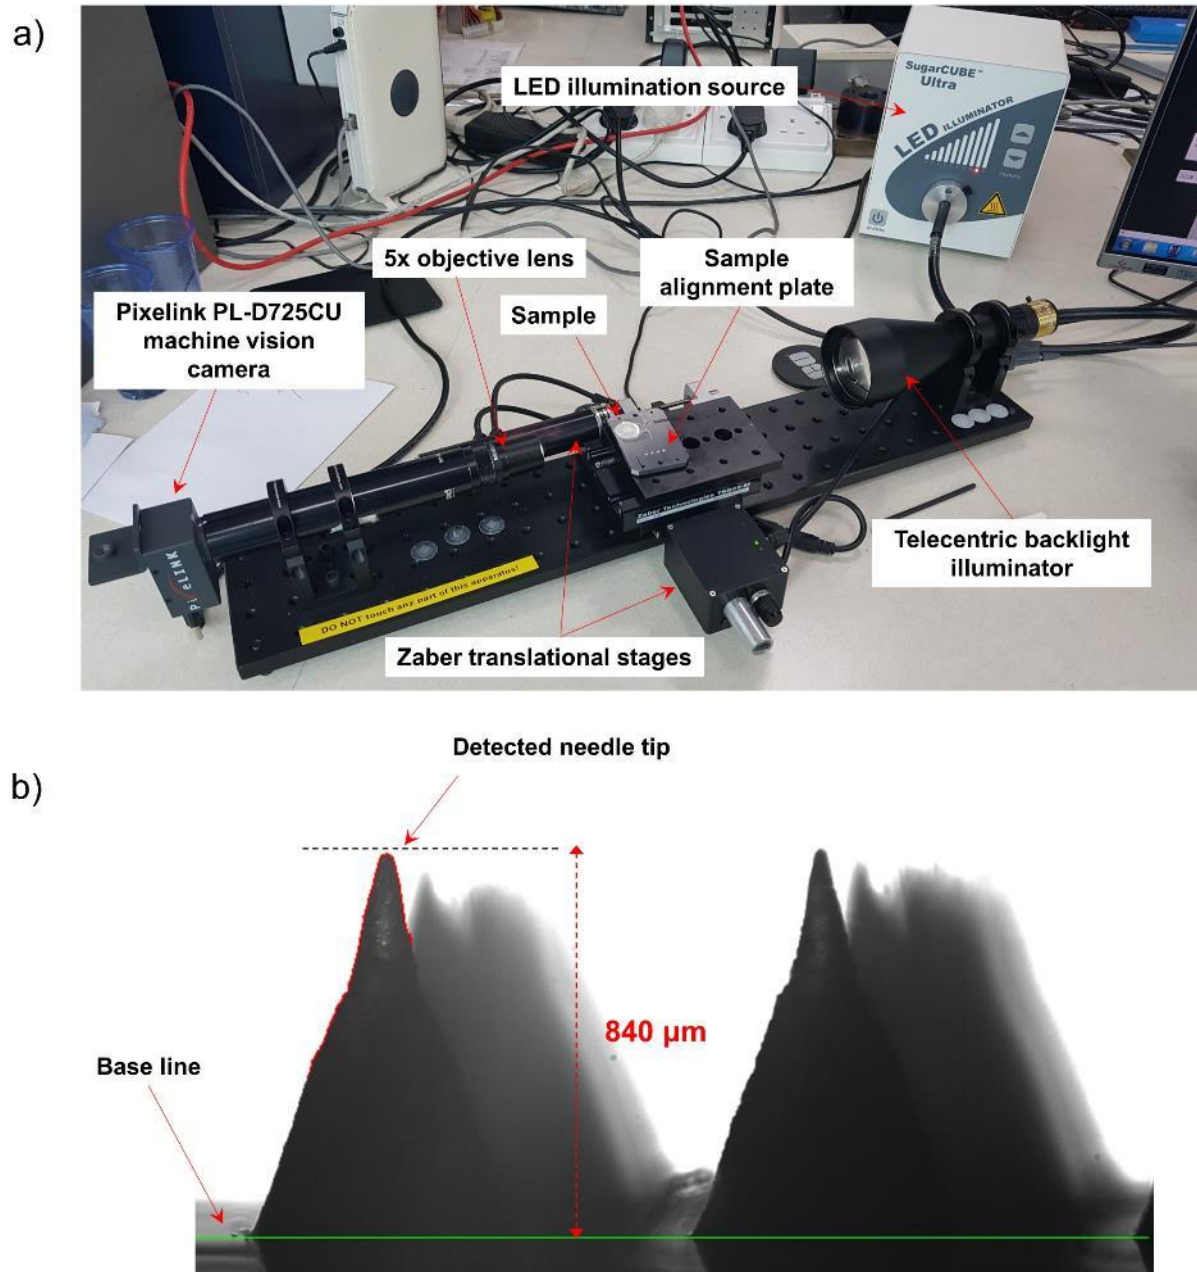 a)
SugarCUBE™
Ultra
LED illumination source
LED ILLUMINATOR
5x objective lens
Sample
alignment plate
Sample
Pixelink PL-D725CU
machine vision
camera
Zaber Technologies
PixeLINK
DO NOT touch any part of this apparatus!
Telecentric backlight
illuminator
Zaber translational stages
Detected needle tip
b)
840 µm
Base line